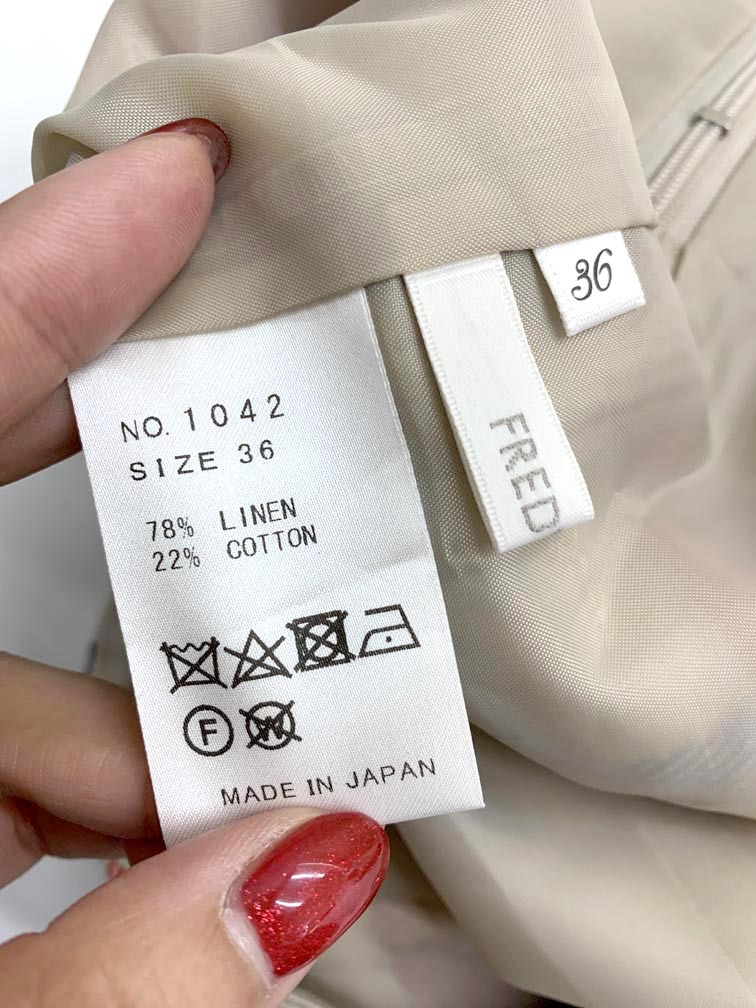 36
FRED
NO. 1042
SIZE 36
78% LINEN
22% COTTON
F W
MADE IN JAPAN